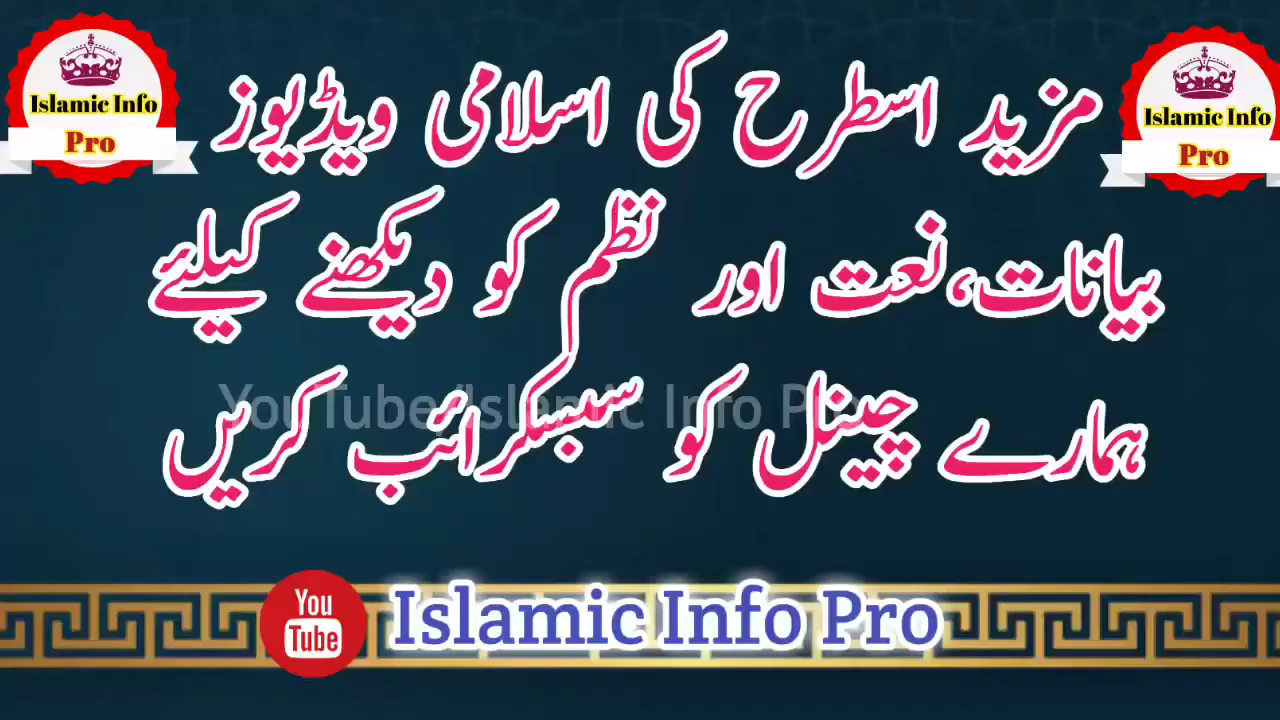 Islamic Info
Pro
Islamic Info
Pro
مزید اسطرح کی اسلامی ویڈیوز
بیانات،نعت اور نظم کو دیکھنے کیلئے
ہمارے چینل کو سبسکرائب کریں
YouTube/Islamic Info Pro
You
Tube
Islamic Info Pro